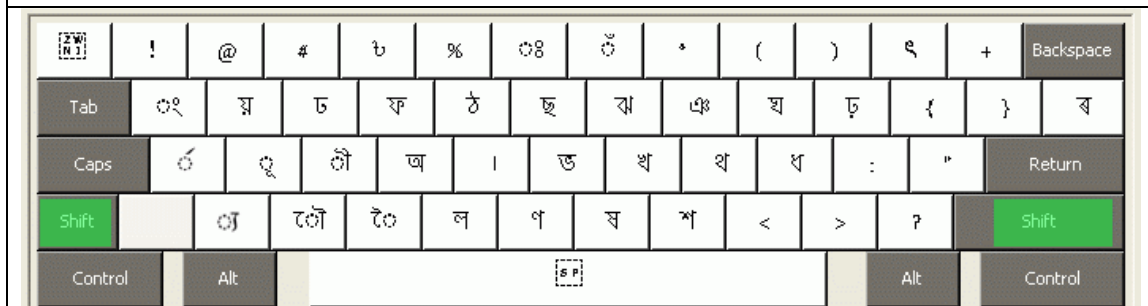 ZWNJ ! @ # ৳ % ঃ ঁ * ( ) ৎ + Backspace
Tab ং য় ঢ ফ ঠ ছ ঝ ঞ ঘ ঢ় { } ৰ
Caps র্ ূ ী অ । ভ খ থ ধ : " Return
Shift ্য ৌ ৈ ল ণ ষ শ < > ? Shift
Control Alt SP Alt Control